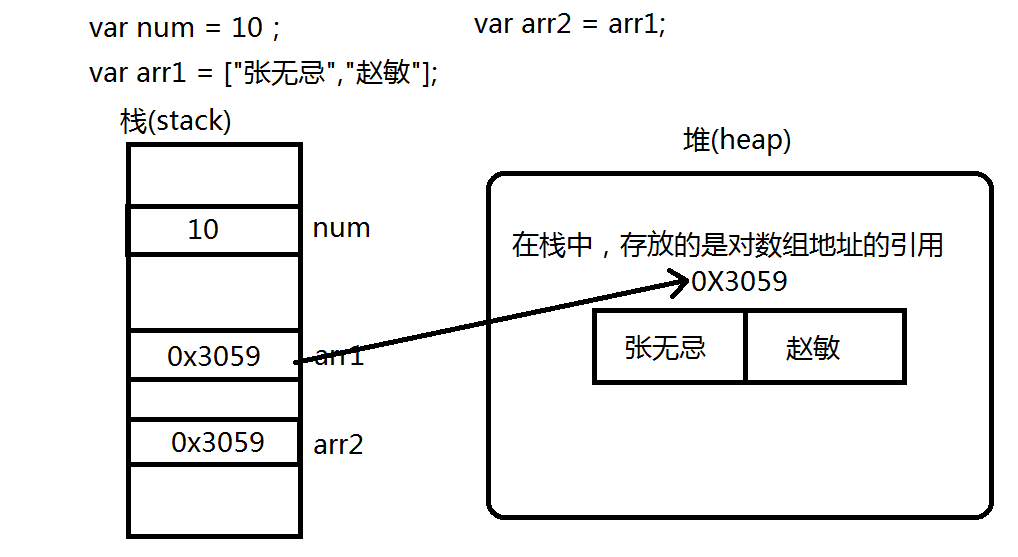 var num = 10 ;
var arr2 = arr1;
var arr1 = ["张无忌","赵敏"];
栈(stack)
堆(heap)
10
num
在栈中，存放的是对数组地址的引用
0X3059
0x3059
arr1
张无忌
赵敏
0x3059
arr2